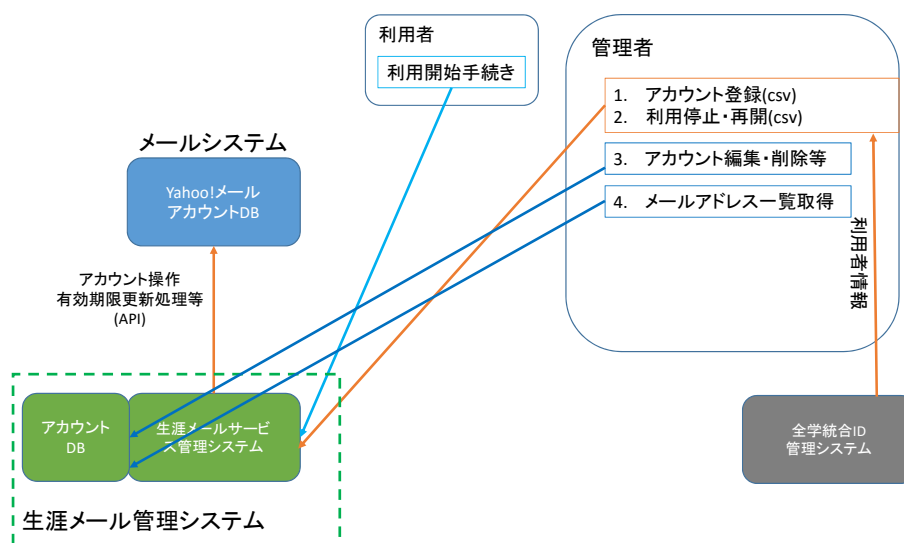 利用者
利用開始手続き
管理者
1. アカウント登録(csv)
2. 利用停止・再開(csv)
3. アカウント編集・削除等
4. メールアドレス一覧取得
利用者情報
メールシステム
Yahoo!メール
アカウントDB
アカウント操作
有効期限更新処理等
(API)
アカウント
DB
生涯メールサービ
ス管理システム
生涯メール管理システム
全学統合ID
管理システム